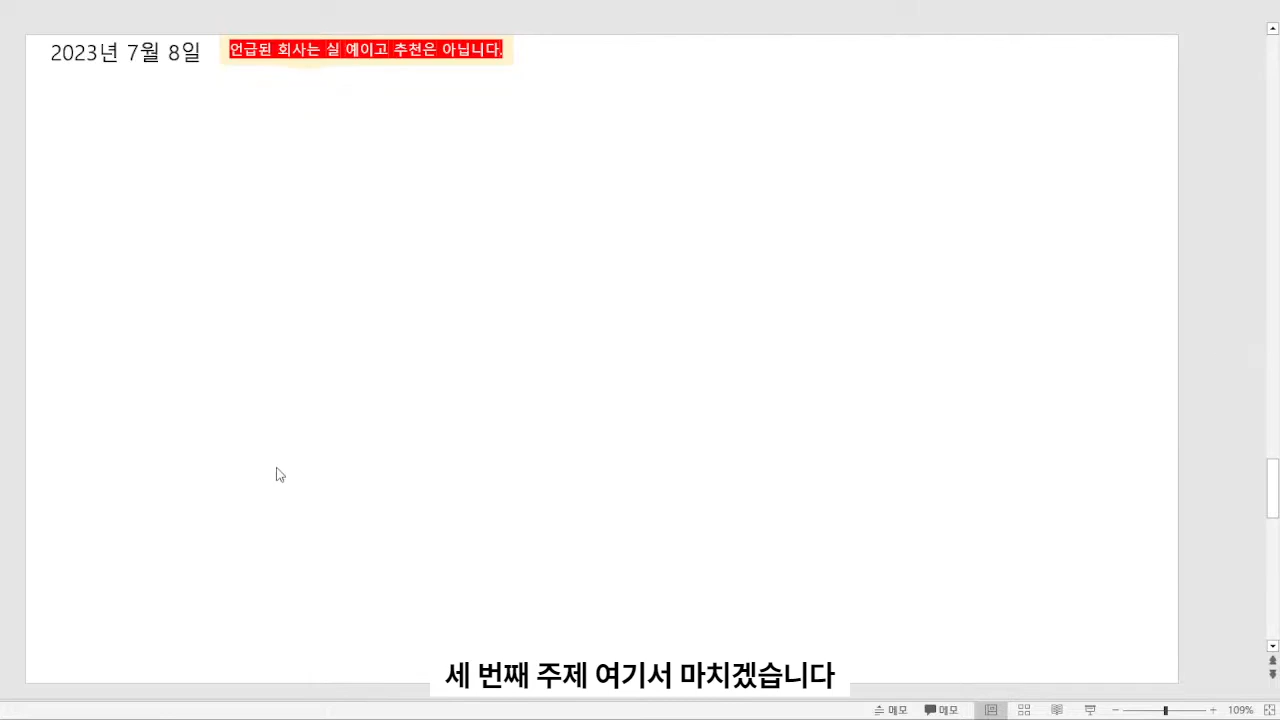 2023년 7월 8일
언급된 회사는 실 예이고 추천은 아닙니다.
세 번째 주제 여기서 마치겠습니다
메모
메모
109%